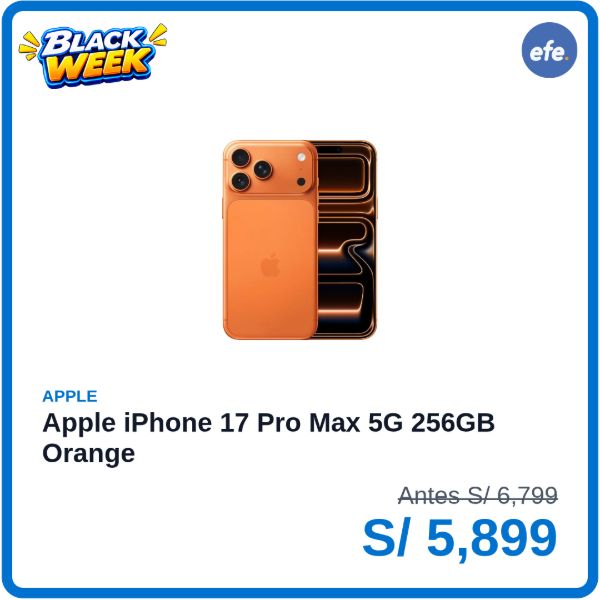 BLACK
WEEK
efe.
APPLE
Apple iPhone 17 Pro Max 5G 256GB
Orange
Antes S/ 6,799
S/ 5,899